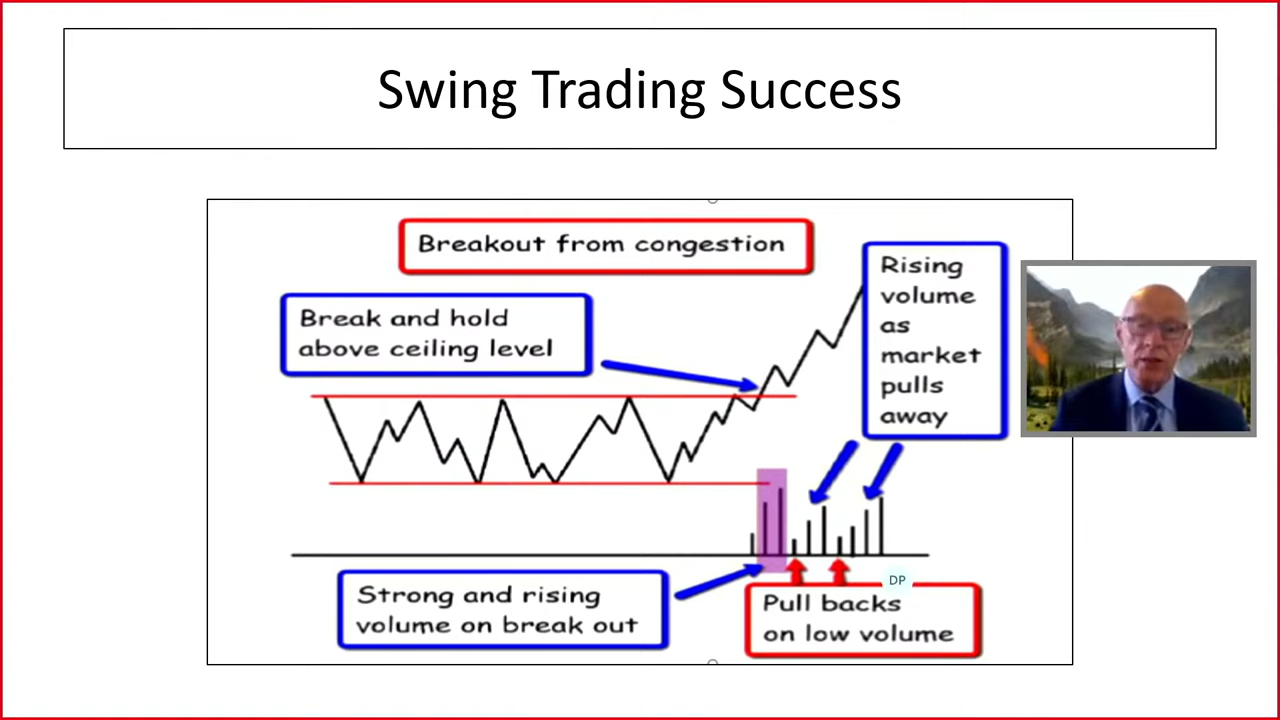 Swing Trading Success
Breakout from congestion
Break and hold
above ceiling level
Rising
volume
as
market
pulls
away
Strong and rising
volume on break out
DP
Pull backs
on low volume